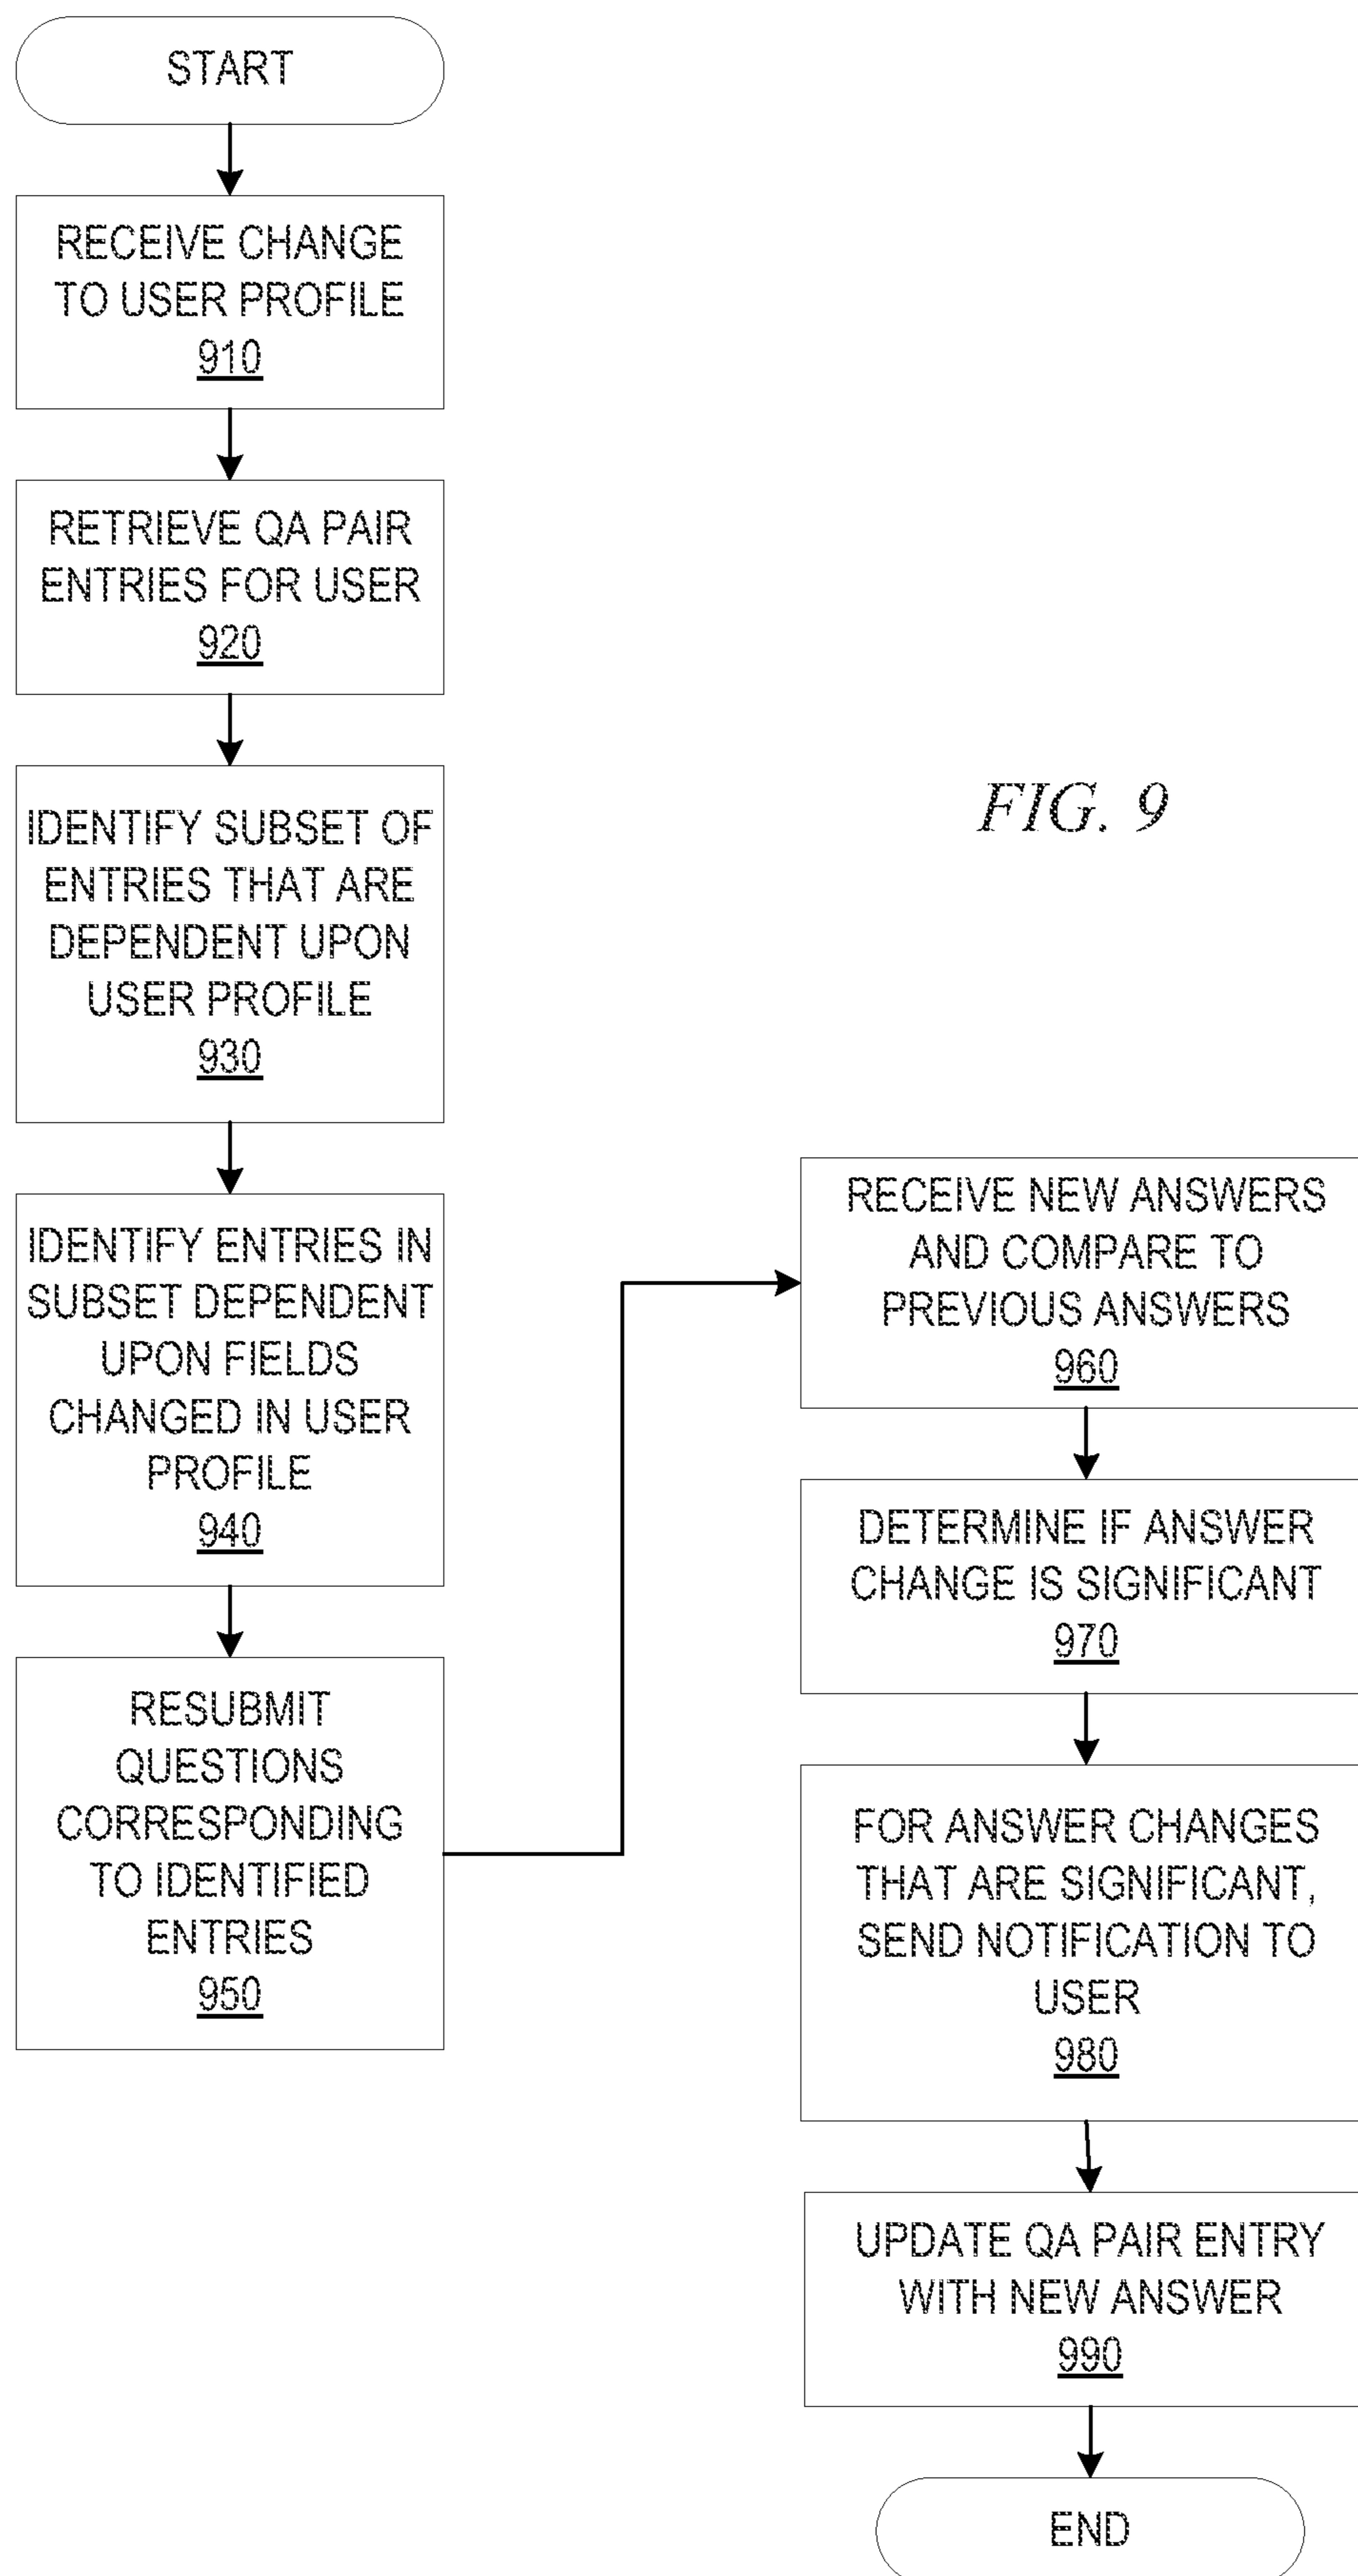 START
RECEIVE CHANGE
TO USER PROFILE
910
RETRIEVE QA PAIR
ENTRIES FOR USER
920
IDENTIFY SUBSET OF
ENTRIES THAT ARE
DEPENDENT UPON
USER PROFILE
930
IDENTIFY ENTRIES IN
SUBSET DEPENDENT
UPON FIELDS
CHANGED IN USER
PROFILE
940
RESUBMIT
QUESTIONS
CORRESPONDING
TO IDENTIFIED
ENTRIES
950
FIG. 9
RECEIVE NEW ANSWERS
AND COMPARE TO
PREVIOUS ANSWERS
960
DETERMINE IF ANSWER
CHANGE IS SIGNIFICANT
970
FOR ANSWER CHANGES
THAT ARE SIGNIFICANT,
SEND NOTIFICATION TO
USER
980
UPDATE QA PAIR ENTRY
WITH NEW ANSWER
990
END